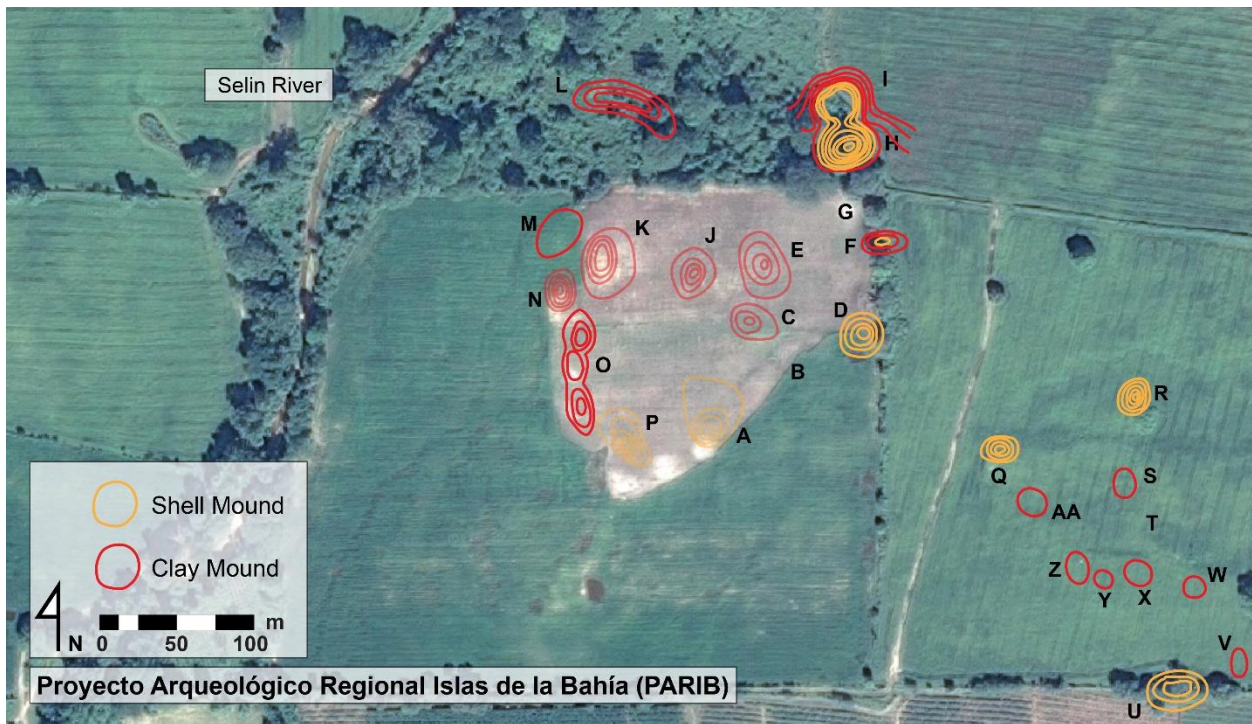 Selin River
L
I
H
G
M
K
J
E
F
N
C
D
O
B
P
A
R
Q
S
AA
T
Z
Y
X
W
V
U
Shell Mound
Clay Mound
N
0 50 100 m
Proyecto Arqueológico Regional Islas de la Bahía (PARIB)